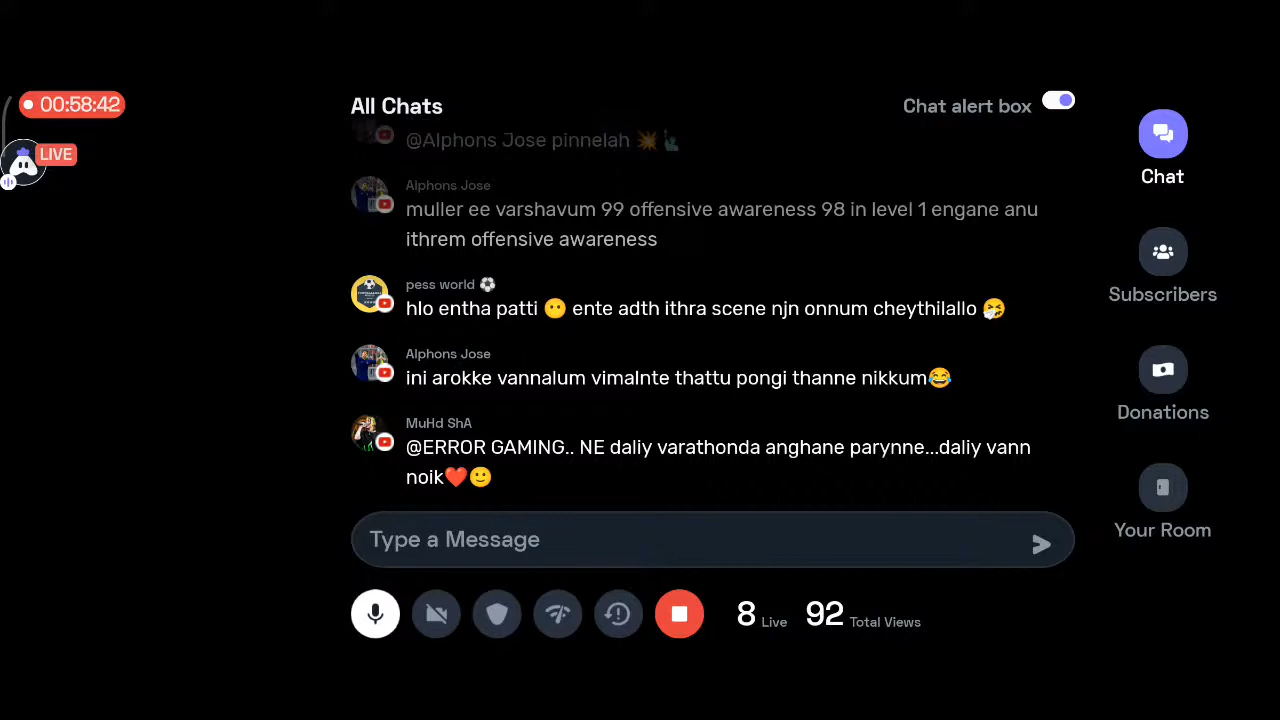 00:58:42
LIVE
All Chats
Chat alert box
@Alphons Jose pinnelah 💥🗽
Alphons Jose
muller ee varshavum 99 offensive awareness 98 in level 1 engane anu
ithrem offensive awareness
pess world ⚽
hlo entha patti 😶 ente adth ithra scene njn onnum cheythilallo 🤧
Alphons Jose
ini arokke vannalum vimalnte thattu pongi thanne nikkum😂
MuHd ShA
@ERROR GAMING.. NE daliy varathonda anghane parynne...daliy vann
noik❤️🙂
Type a Message
8 Live 92 Total Views
Chat
Subscribers
Donations
Your Room